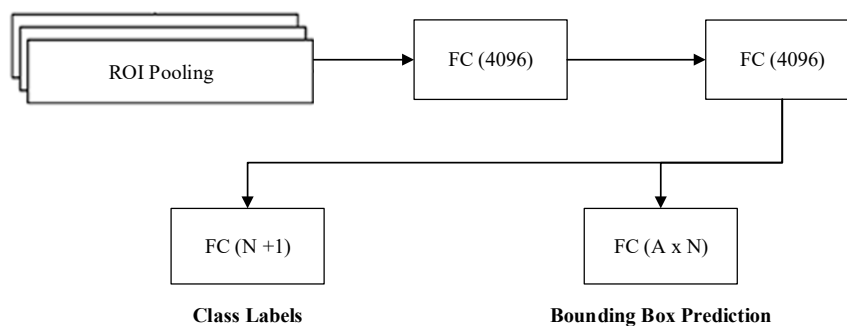 ROI Pooling
FC (4096)
FC (4096)
FC (N +1)
FC (A x N)
Class Labels
Bounding Box Prediction